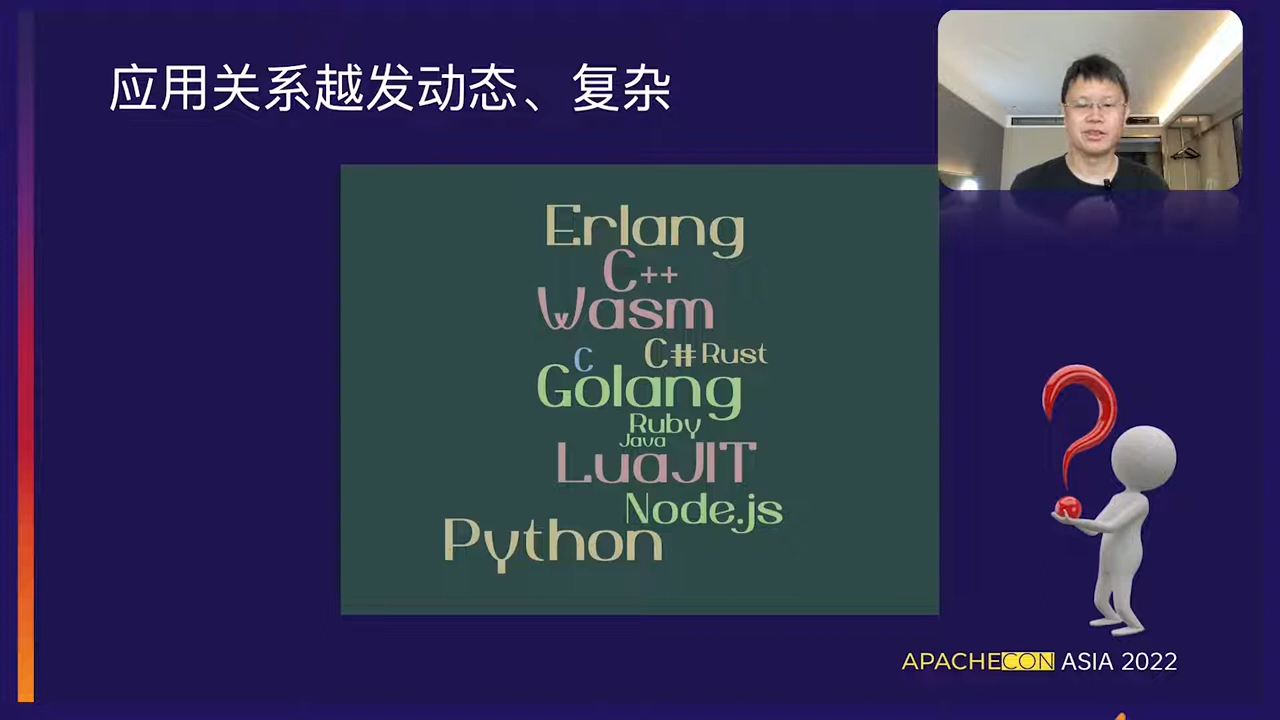 应用关系越发动态、复杂
Erlang
C++
Wasm
C C# Rust
Golang
Ruby
Java
LuaJIT
Node.js
Python
APACHECON ASIA 2022